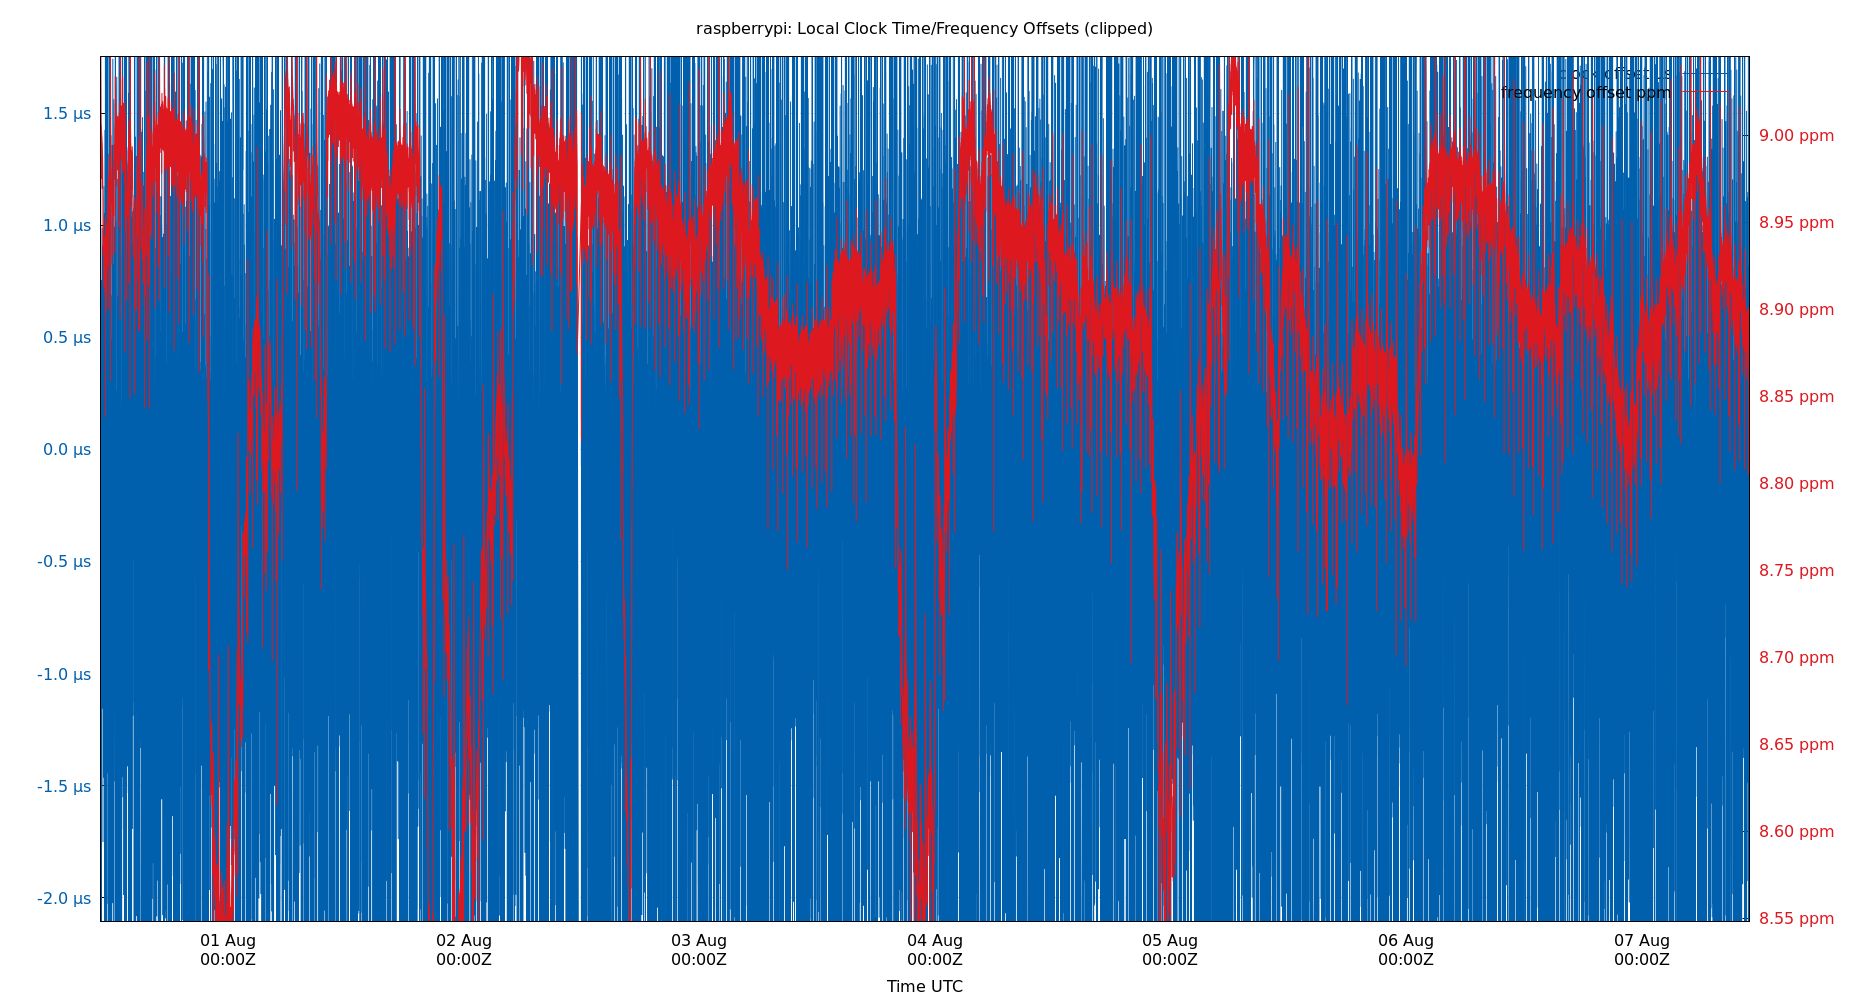 raspberrypi: Local Clock Time/Frequency Offsets (clipped)
clock offset µs
frequency offset ppm
1.5 µs
1.0 µs
0.5 µs
0.0 µs
-0.5 µs
-1.0 µs
-1.5 µs
-2.0 µs
9.00 ppm
8.95 ppm
8.90 ppm
8.85 ppm
8.80 ppm
8.75 ppm
8.70 ppm
8.65 ppm
8.60 ppm
8.55 ppm
01 Aug 02 Aug 03 Aug 04 Aug 05 Aug 06 Aug 07 Aug
00:00Z 00:00Z 00:00Z 00:00Z 00:00Z 00:00Z 00:00Z
Time UTC